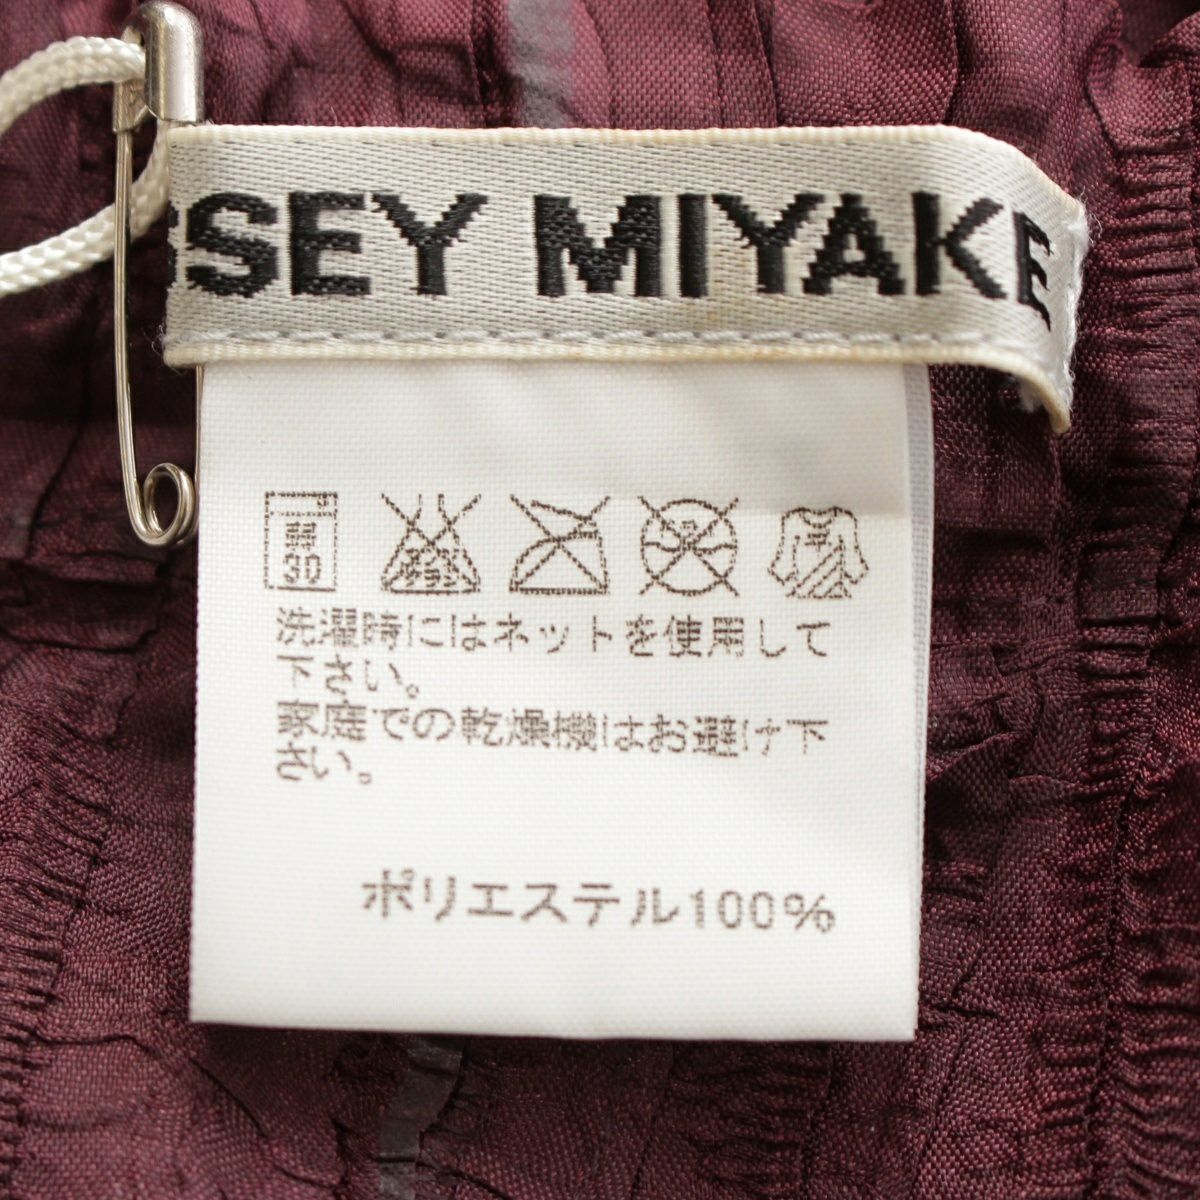 SSEY MIYAKE
弱
30
洗濯時にはネットを使用して
下さい。
家庭での乾燥機はお避け下
さい。
ポリエステル100%